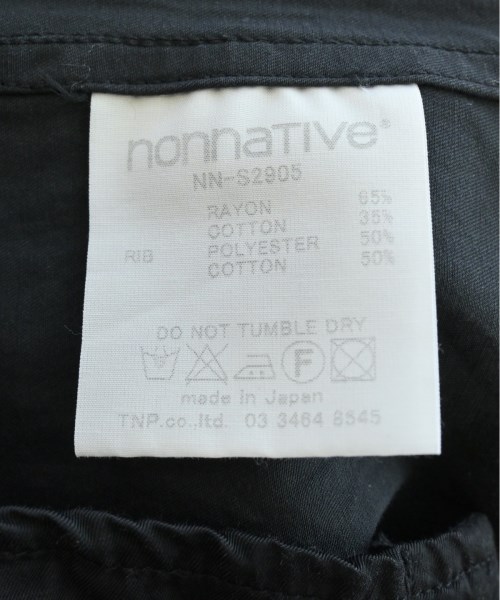 nonnative®
NN-S2905
RAYON 65%
COTTON 35%
RIB POLYESTER 50%
COTTON 50%
DO NOT TUMBLE DRY
F
made in Japan
TNP.co.,ltd. 03 3464 8545